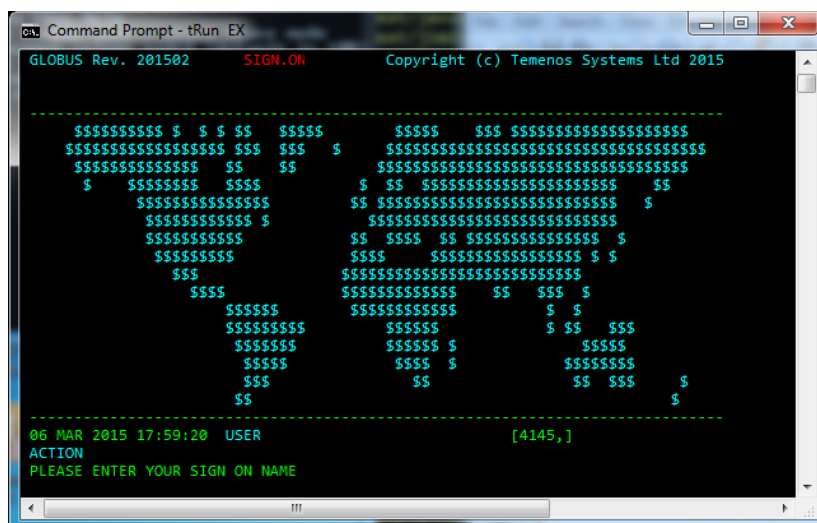 Command Prompt - tRun EX
GLOBUS Rev. 201502 SIGN.ON Copyright (c) Temenos Systems Ltd 2015
06 MAR 2015 17:59:20 USER [4145,]
ACTION
PLEASE ENTER YOUR SIGN ON NAME